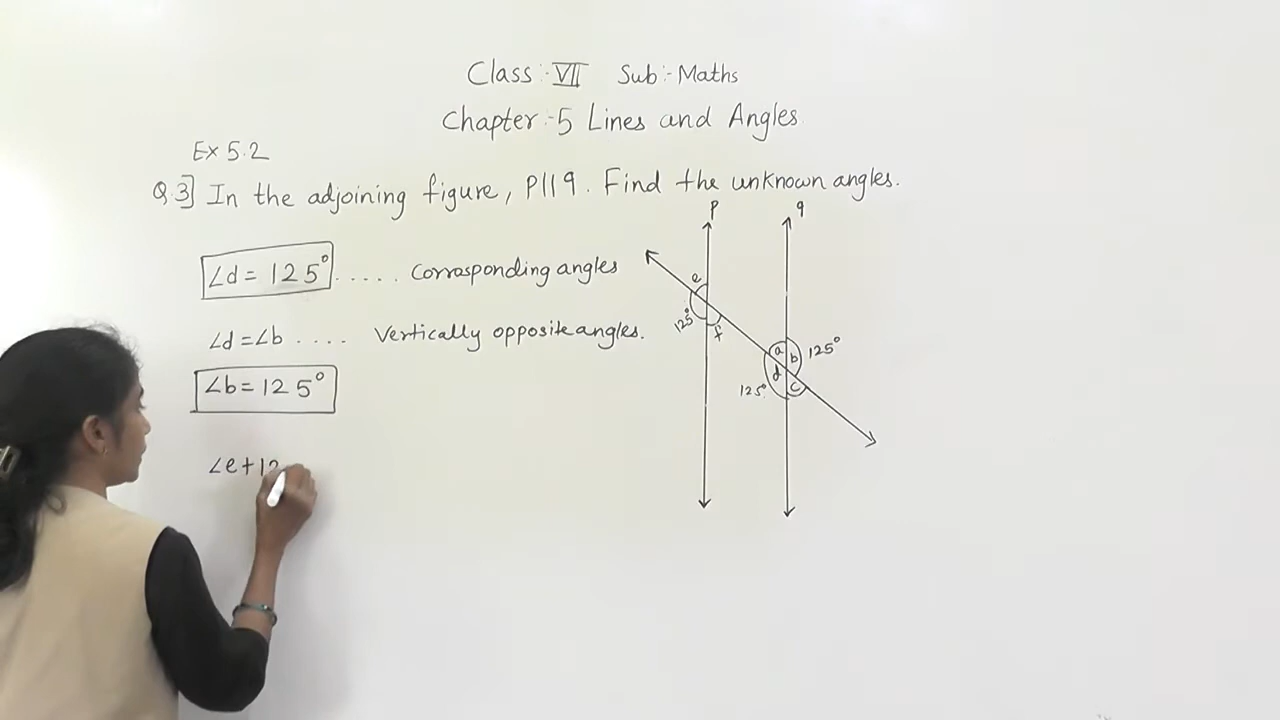 Class :- VII Sub :- Maths
Chapter :- 5 Lines and Angles
Ex 5.2
Q.3] In the adjoining figure, P||q. Find the unknown angles.
∠d = 125° ..... Corrosponding angles
∠d = ∠b .... Vertically opposite angles.
∠b = 125°
∠e + 12
p
q
e
125°
f
a
b
125°
d
c
125°